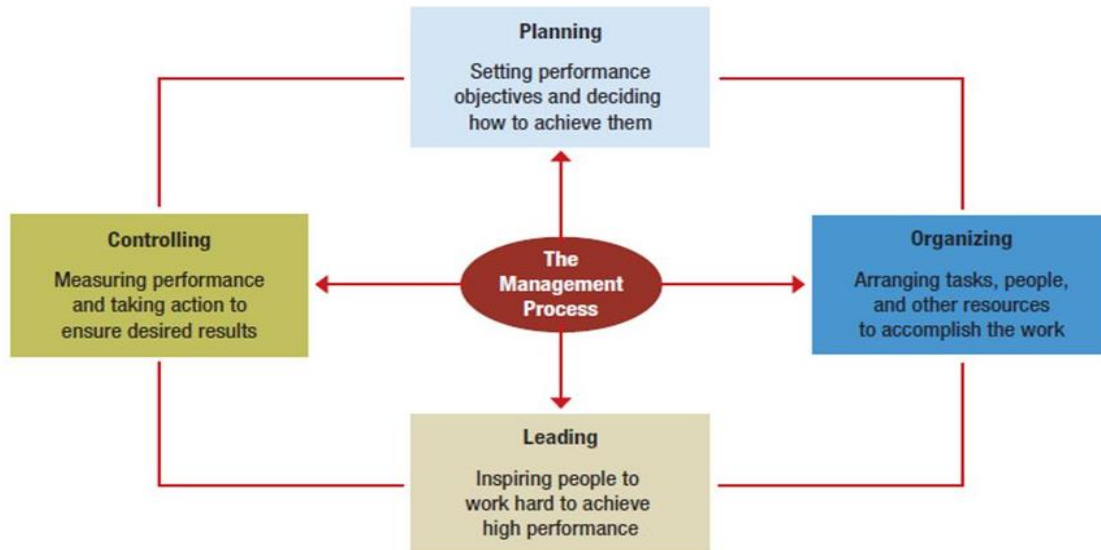 Planning
Setting performance
objectives and deciding
how to achieve them
Controlling
Measuring performance
and taking action to
ensure desired results
The
Management
Process
Organizing
Arranging tasks, people,
and other resources
to accomplish the work
Leading
Inspiring people to
work hard to achieve
high performance